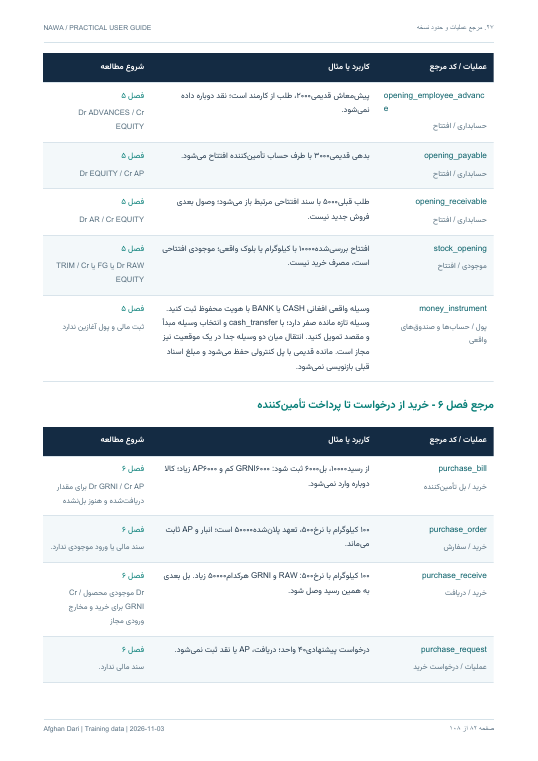 ۴۲. مرجع عملیات و حدود نسخه
NAWA / PRACTICAL USER GUIDE
عملیات / کد مرجع
کاربرد یا مثال
شروع مطالعه
opening_employee_advanc
e
حسابداری / افتتاح
پیش‌معاش قدیمی۲۰۰۰، طلب از کارمند است؛ نقد دوباره داده
نمی‌شود.
فصل ۵
Dr ADVANCES / Cr
EQUITY
opening_payable
حسابداری / افتتاح
بدهی قدیمی۳۰۰۰ با طرف حساب تأمین‌کننده افتتاح می‌شود.
فصل ۵
Dr EQUITY / Cr AP
opening_receivable
حسابداری / افتتاح
طلب قبلی۵۰۰۰ با سند افتتاحی مرتبط باز می‌شود؛ وصول بعدی
فروش جدید نیست.
فصل ۵
Dr AR / Cr EQUITY
stock_opening
موجودی / افتتاح
افتتاح بررسی‌شده۱۰۰۰۰ با کیلوگرام یا بلوک واقعی؛ موجودی افتتاحی
است، مصرف خرید نیست.
فصل ۵
Dr RAW یا FG یا TRIM / Cr
EQUITY
money_instrument
پول / حساب‌ها و صندوق‌های
واقعی
وسیله واقعی افغانی CASH یا BANK با هویت محفوظ ثبت کنید.
وسیله تازه مانده صفر دارد؛ با cash_transfer و انتخاب وسیله مبدأ
و مقصد تمویل کنید. انتقال میان دو وسیله جدا در یک موقعیت نیز
مجاز است. مانده قدیمی با پل کنترولی حفظ می‌شود و مبلغ اسناد
قبلی بازنویسی نمی‌شود.
فصل ۵
ثبت مالی و پول آغازین ندارد
مرجع فصل ۶ - خرید از درخواست تا پرداخت تأمین‌کننده
عملیات / کد مرجع
کاربرد یا مثال
شروع مطالعه
purchase_bill
خرید / بل تأمین‌کننده
از رسید۱۰۰۰۰، بل۶۰۰۰ ثبت شود: GRNI۶۰۰۰ کم و AP۶۰۰۰ زیاد؛ کالا
دوباره وارد نمی‌شود.
فصل ۶
Dr GRNI / Cr AP برای مقدار
دریافت‌شده و هنوز بل‌نشده
purchase_order
خرید / سفارش
۱۰۰ کیلوگرام با نرخ۵۰۰، تعهد پلان‌شده۵۰۰۰۰ است؛ انبار و AP ثابت
می‌ماند.
فصل ۶
سند مالی یا ورود موجودی ندارد.
purchase_receive
خرید / دریافت
۱۰۰ کیلوگرام با نرخ۵۰۰: RAW و GRNI هرکدام۵۰۰۰۰ زیاد. بل بعدی
به همین رسید وصل شود.
فصل ۶
Dr موجودی محصول / Cr
GRNI برای خرید و مخارج
ورودی مجاز
purchase_request
عملیات / درخواست خرید
درخواست پیشنهادی۴۰ واحد؛ دریافت، AP یا نقد ثبت نمی‌شود.
فصل ۶
سند مالی ندارد.
صفحه ۸۲ از ۱۰۸
Afghan Dari | Training data | 2026-11-03